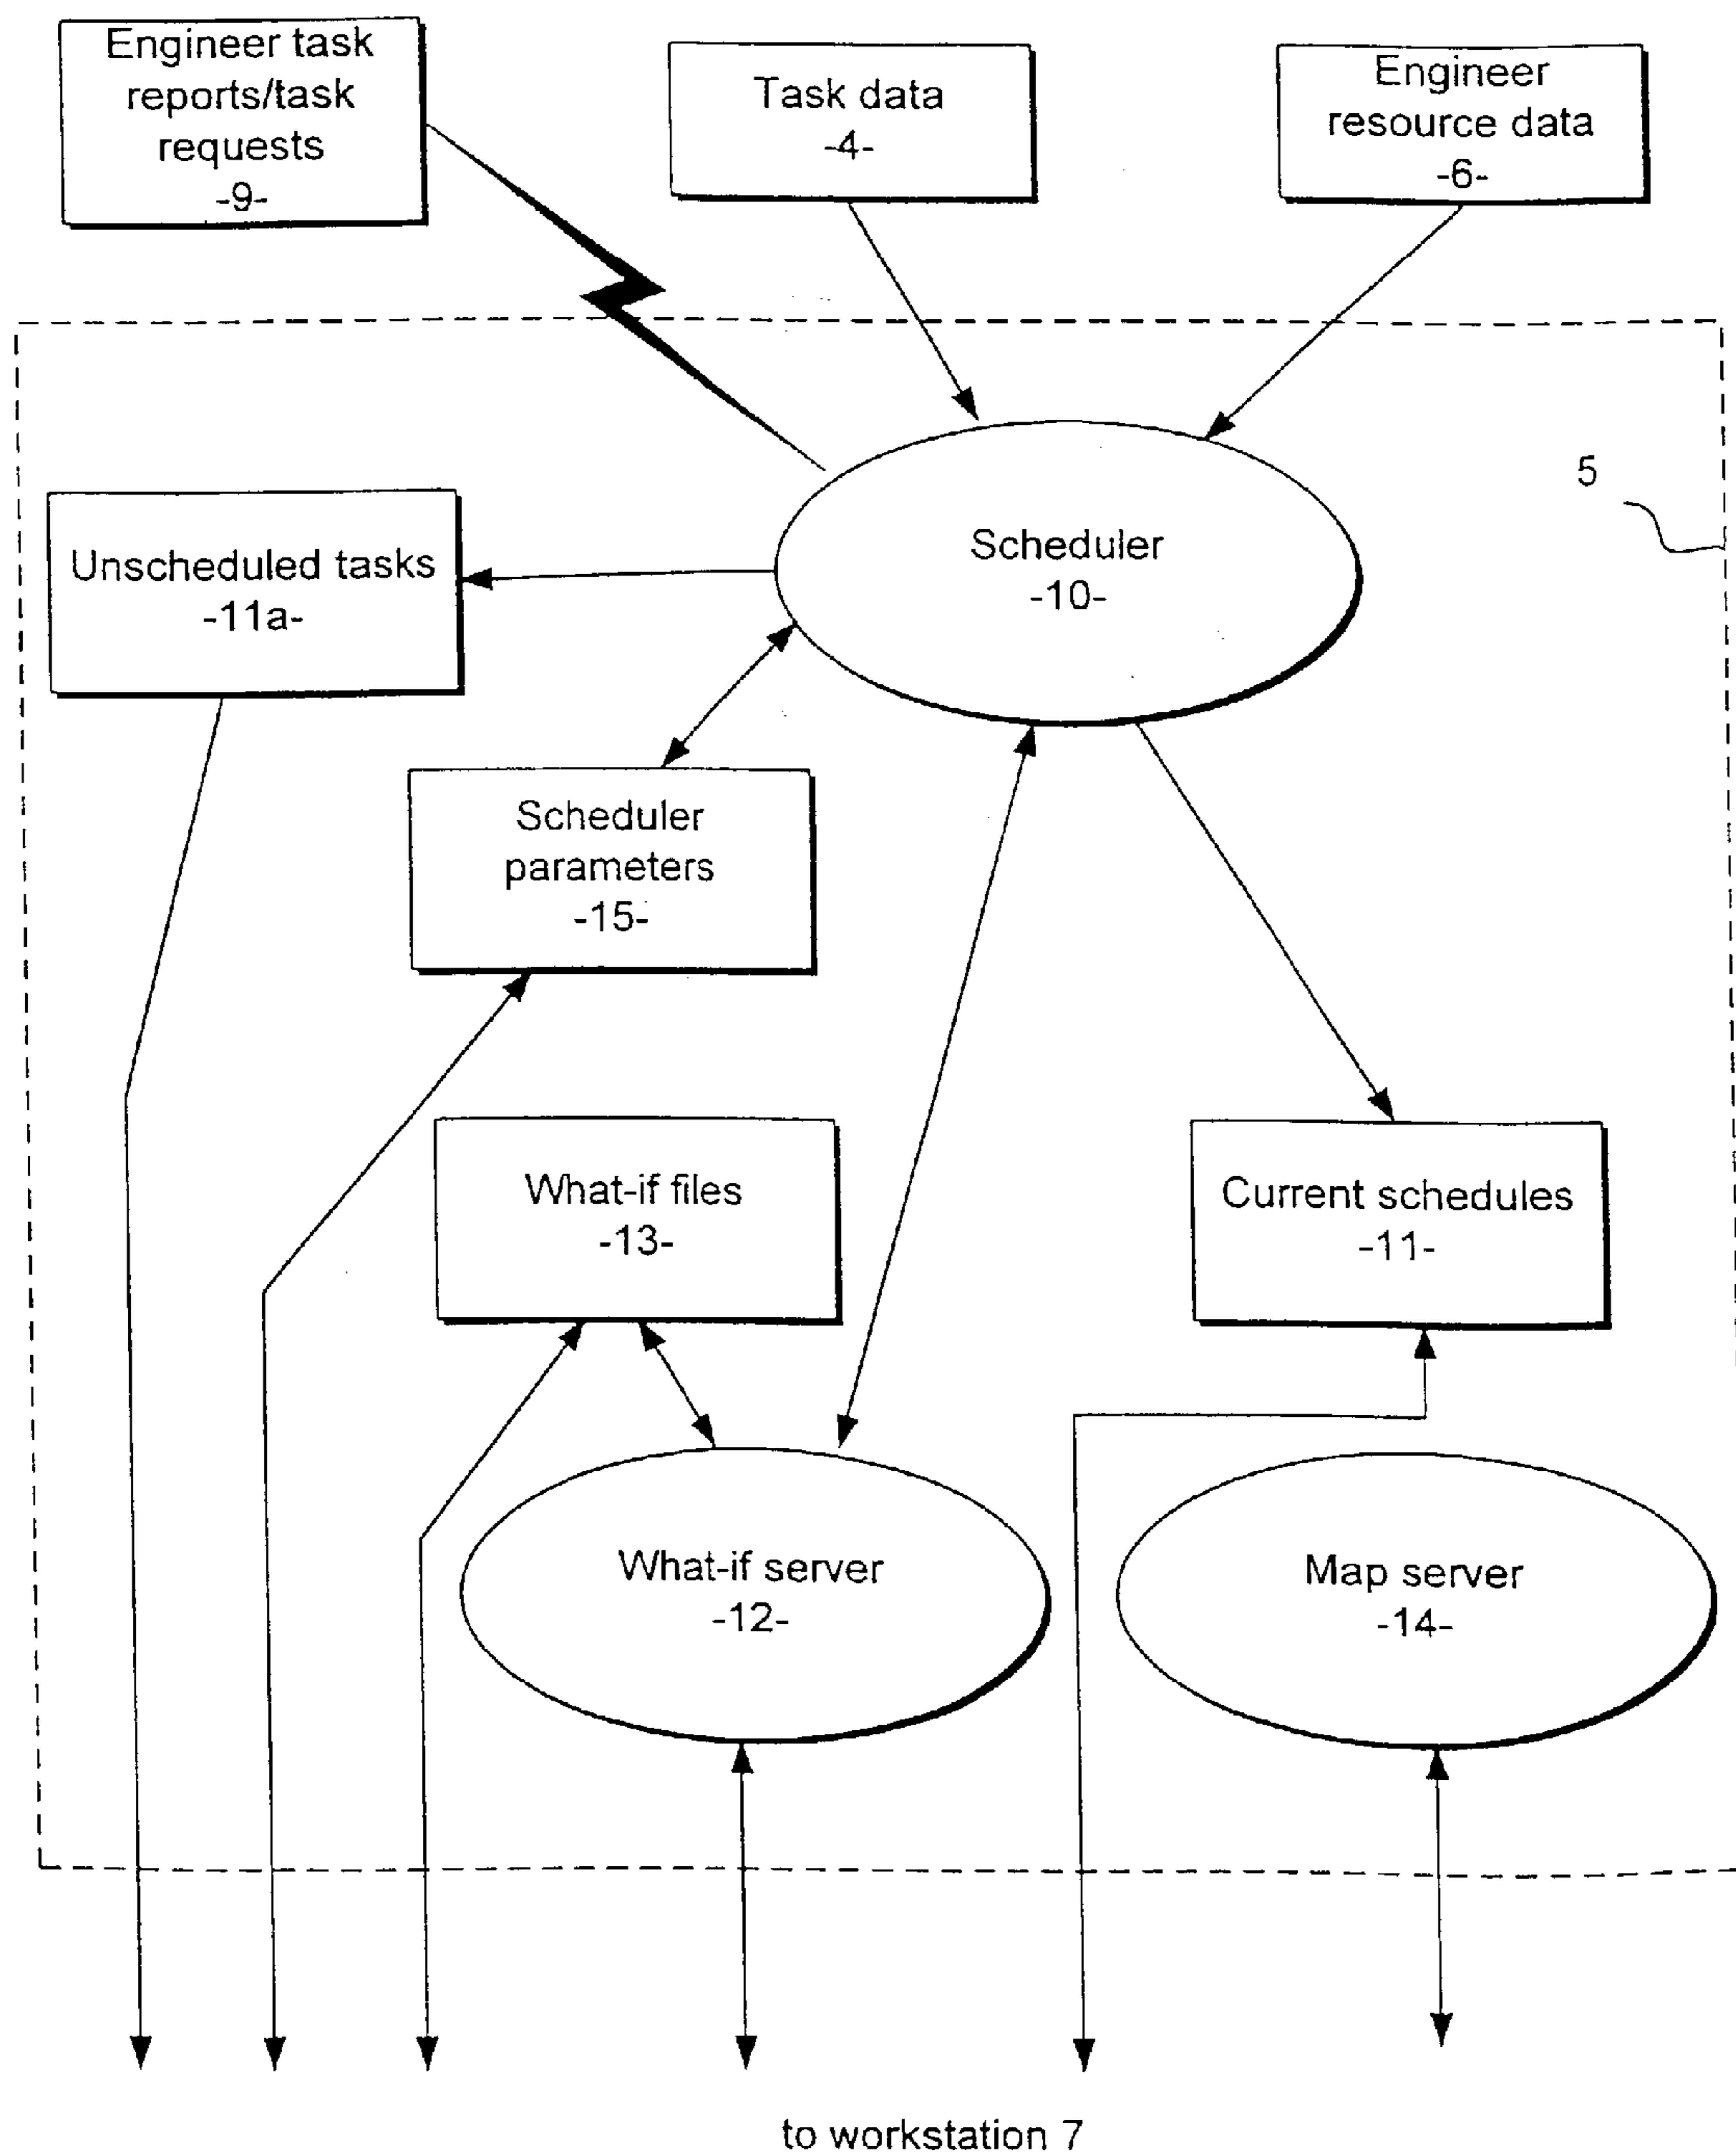 Engineer task
reports/task
requests
-9-
Task data
-4-
Engineer
resource data
-6-
5
Scheduler
-10-
Unscheduled tasks
-11a-
Scheduler
parameters
-15-
What-if files
-13-
Current schedules
-11-
What-if server
-12-
Map server
-14-
to workstation 7